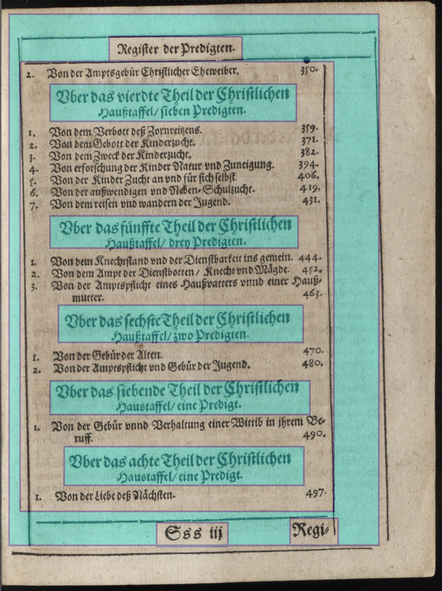 Register der Predigten.
2. Von der Amptsgebür Christlicher Eheweiber. 350.
Vber das vierdte Theil der Christlichen
Haußtaffel/ sieben Predigten.
1. Von dem Verbott deß Zornreitzens. 359.
2. Von dem Gebott der Kinderzucht. 371.
3. Von dem Zweck der Kinderzucht. 382.
4. Von erforschung der Kinder Natur vnd Zuneigung. 394.
5. Von der Kinder Zucht an vnd für sich selbst. 406.
6. Von der außwendigen vnd Neben-Schulzucht. 419.
7. Von dem reisen vnd wandern der Jugend. 431.
Vber das fünffte Theil der Christlichen
Haußtaffel/ drey Predigten.
1. Von dem Knechtstand vnd der Dienstbarkeit ins gemein. 444.
2. Von dem Ampt der Dienstbotten/ Knecht vnd Mägde. 452.
3. Von der Amptspflicht eines Haußvatters vnnd einer Hauß-
mutter. 463.
Vber das sechste Theil der Christlichen
Haußtaffel/ zwo Predigten.
1. Von der Gebür der Alten. 470.
2. Von der Amptspflicht vnd Gebür der Jugend. 480.
Vber das siebende Theil der Christlichen
Haustaffel/ eine Predigt.
1. Von der Gebür vnnd Verhaltung einer Wittib in jhrem Be-
ruff. 490.
Vber das achte Theil der Christlichen
Haustaffel/ eine Predigt.
1. Von der Liebe deß Nächsten. 497.
Sss iij
Regi-